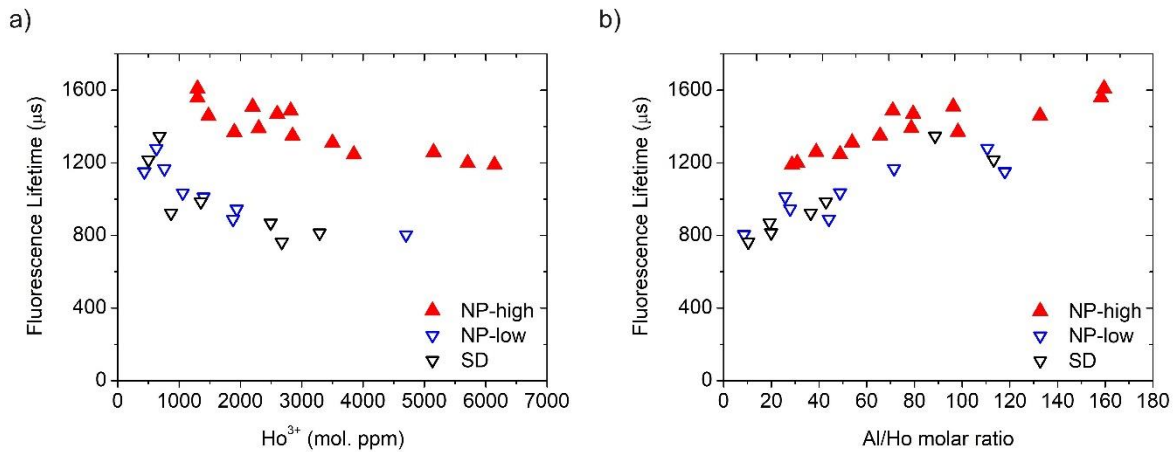 a)
1600
1200
800
400
0
Fluorescence Lifetime (μs)
NP-high
NP-low
SD
0 1000 2000 3000 4000 5000 6000 7000
Ho³⁺ (mol. ppm)
b)
1600
1200
800
400
0
Fluorescence Lifetime (μs)
NP-high
NP-low
SD
0 20 40 60 80 100 120 140 160 180
Al/Ho molar ratio